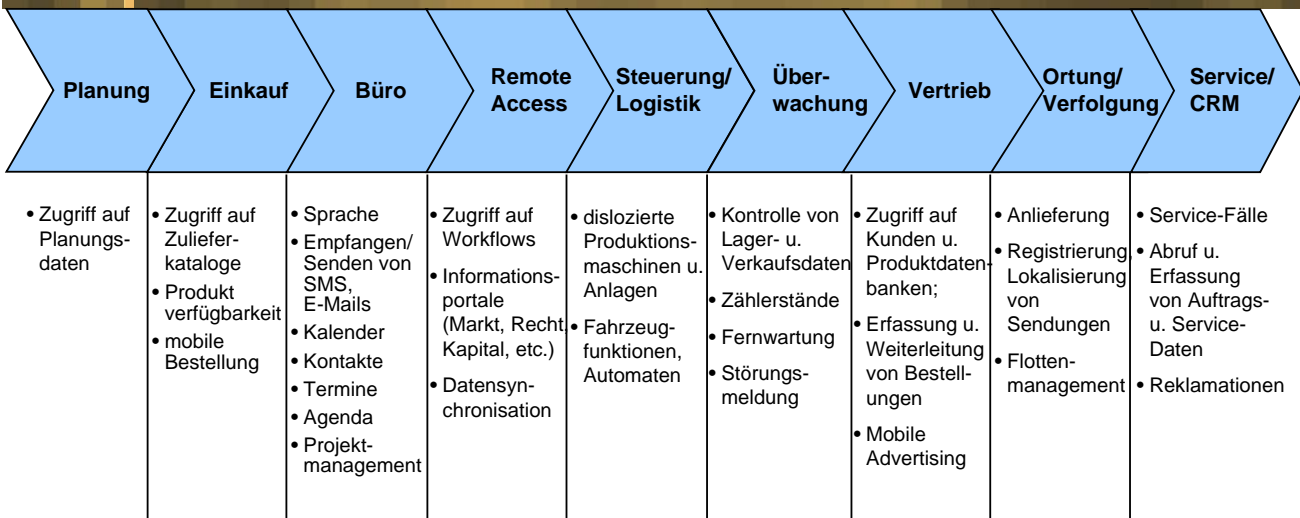 Planung
Einkauf
Büro
Remote
Access
Steuerung/
Logistik
Über-
wachung
Vertrieb
Ortung/
Verfolgung
Service/
CRM
• Zugriff auf
Planungs-
daten
• Zugriff auf
Zuliefer-
kataloge
• Produkt
verfügbarkeit
• mobile
Bestellung
• Sprache
• Empfangen/
Senden von
SMS,
E-Mails
• Kalender
• Kontakte
• Termine
• Agenda
• Projekt-
management
• Zugriff auf
Workflows
• Informations-
portale
(Markt, Recht,
Kapital, etc.)
• Datensyn-
chronisation
• dislozierte
Produktions-
maschinen u.
Anlagen
• Fahrzeug-
funktionen,
Automaten
• Kontrolle von
Lager- u.
Verkaufsdaten
• Zählerstände
• Fernwartung
• Störungs-
meldung
• Zugriff auf
Kunden u.
Produktdaten-
banken;
• Erfassung u.
Weiterleitung
von Bestell-
ungen
• Mobile
Advertising
• Anlieferung
• Registrierung,
Lokalisierung
von
Sendungen
• Flotten-
management
• Service-Fälle
• Abruf u.
Erfassung
von Auftrags-
u. Service-
Daten
• Reklamationen